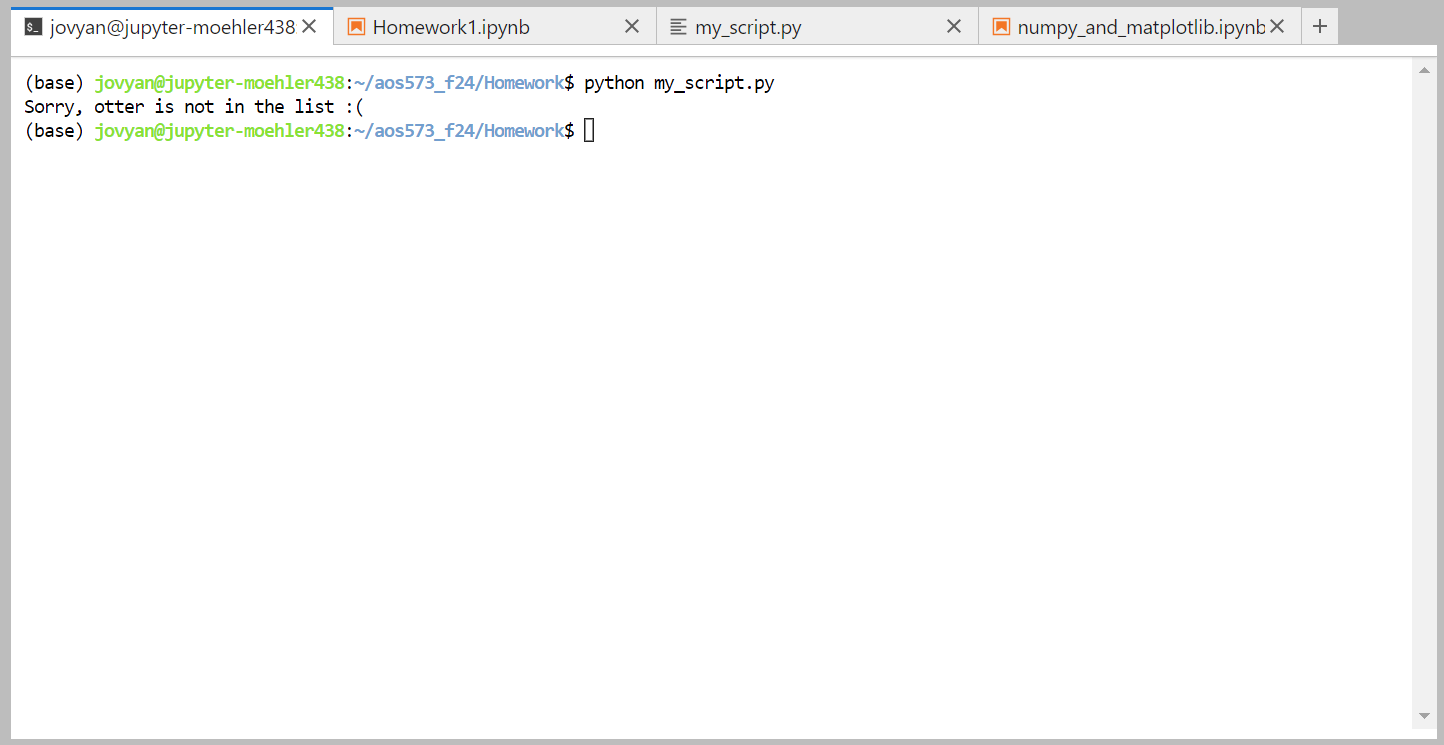 jovyan@jupyter-moehler438
Homework1.ipynb
my_script.py
numpy_and_matplotlib.ipynb
(base) jovyan@jupyter-moehler438:~/aos573_f24/Homework$ python my_script.py
Sorry, otter is not in the list :(
(base) jovyan@jupyter-moehler438:~/aos573_f24/Homework$